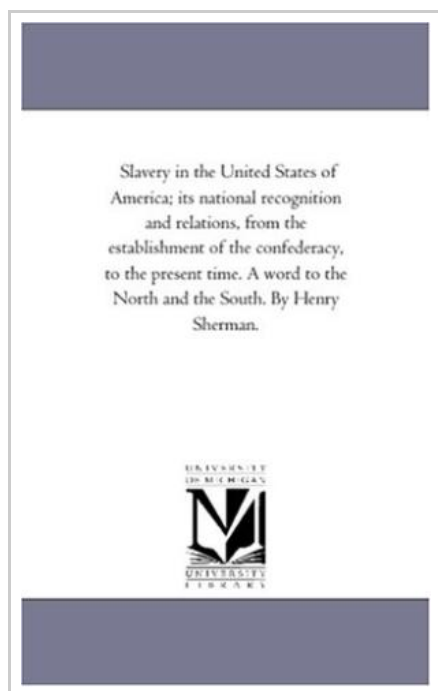 Slavery in the United States of
America; its national recognition
and relations, from the
establishment of the confederacy,
to the present time. A word to the
North and the South. By Henry
Sherman.
UNIVERSITY
OF MICHIGAN
UNIVERSITY
LIBRARY